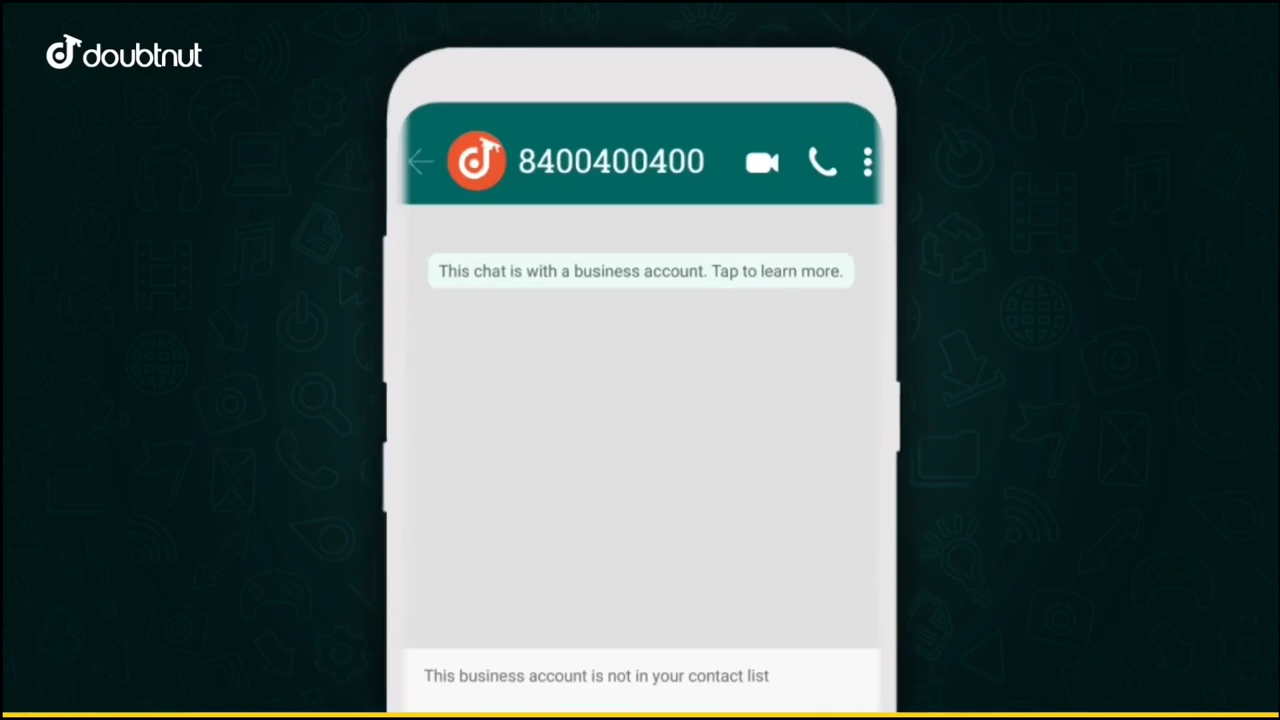 doubtnut
8400400400
This chat is with a business account. Tap to learn more.
This business account is not in your contact list